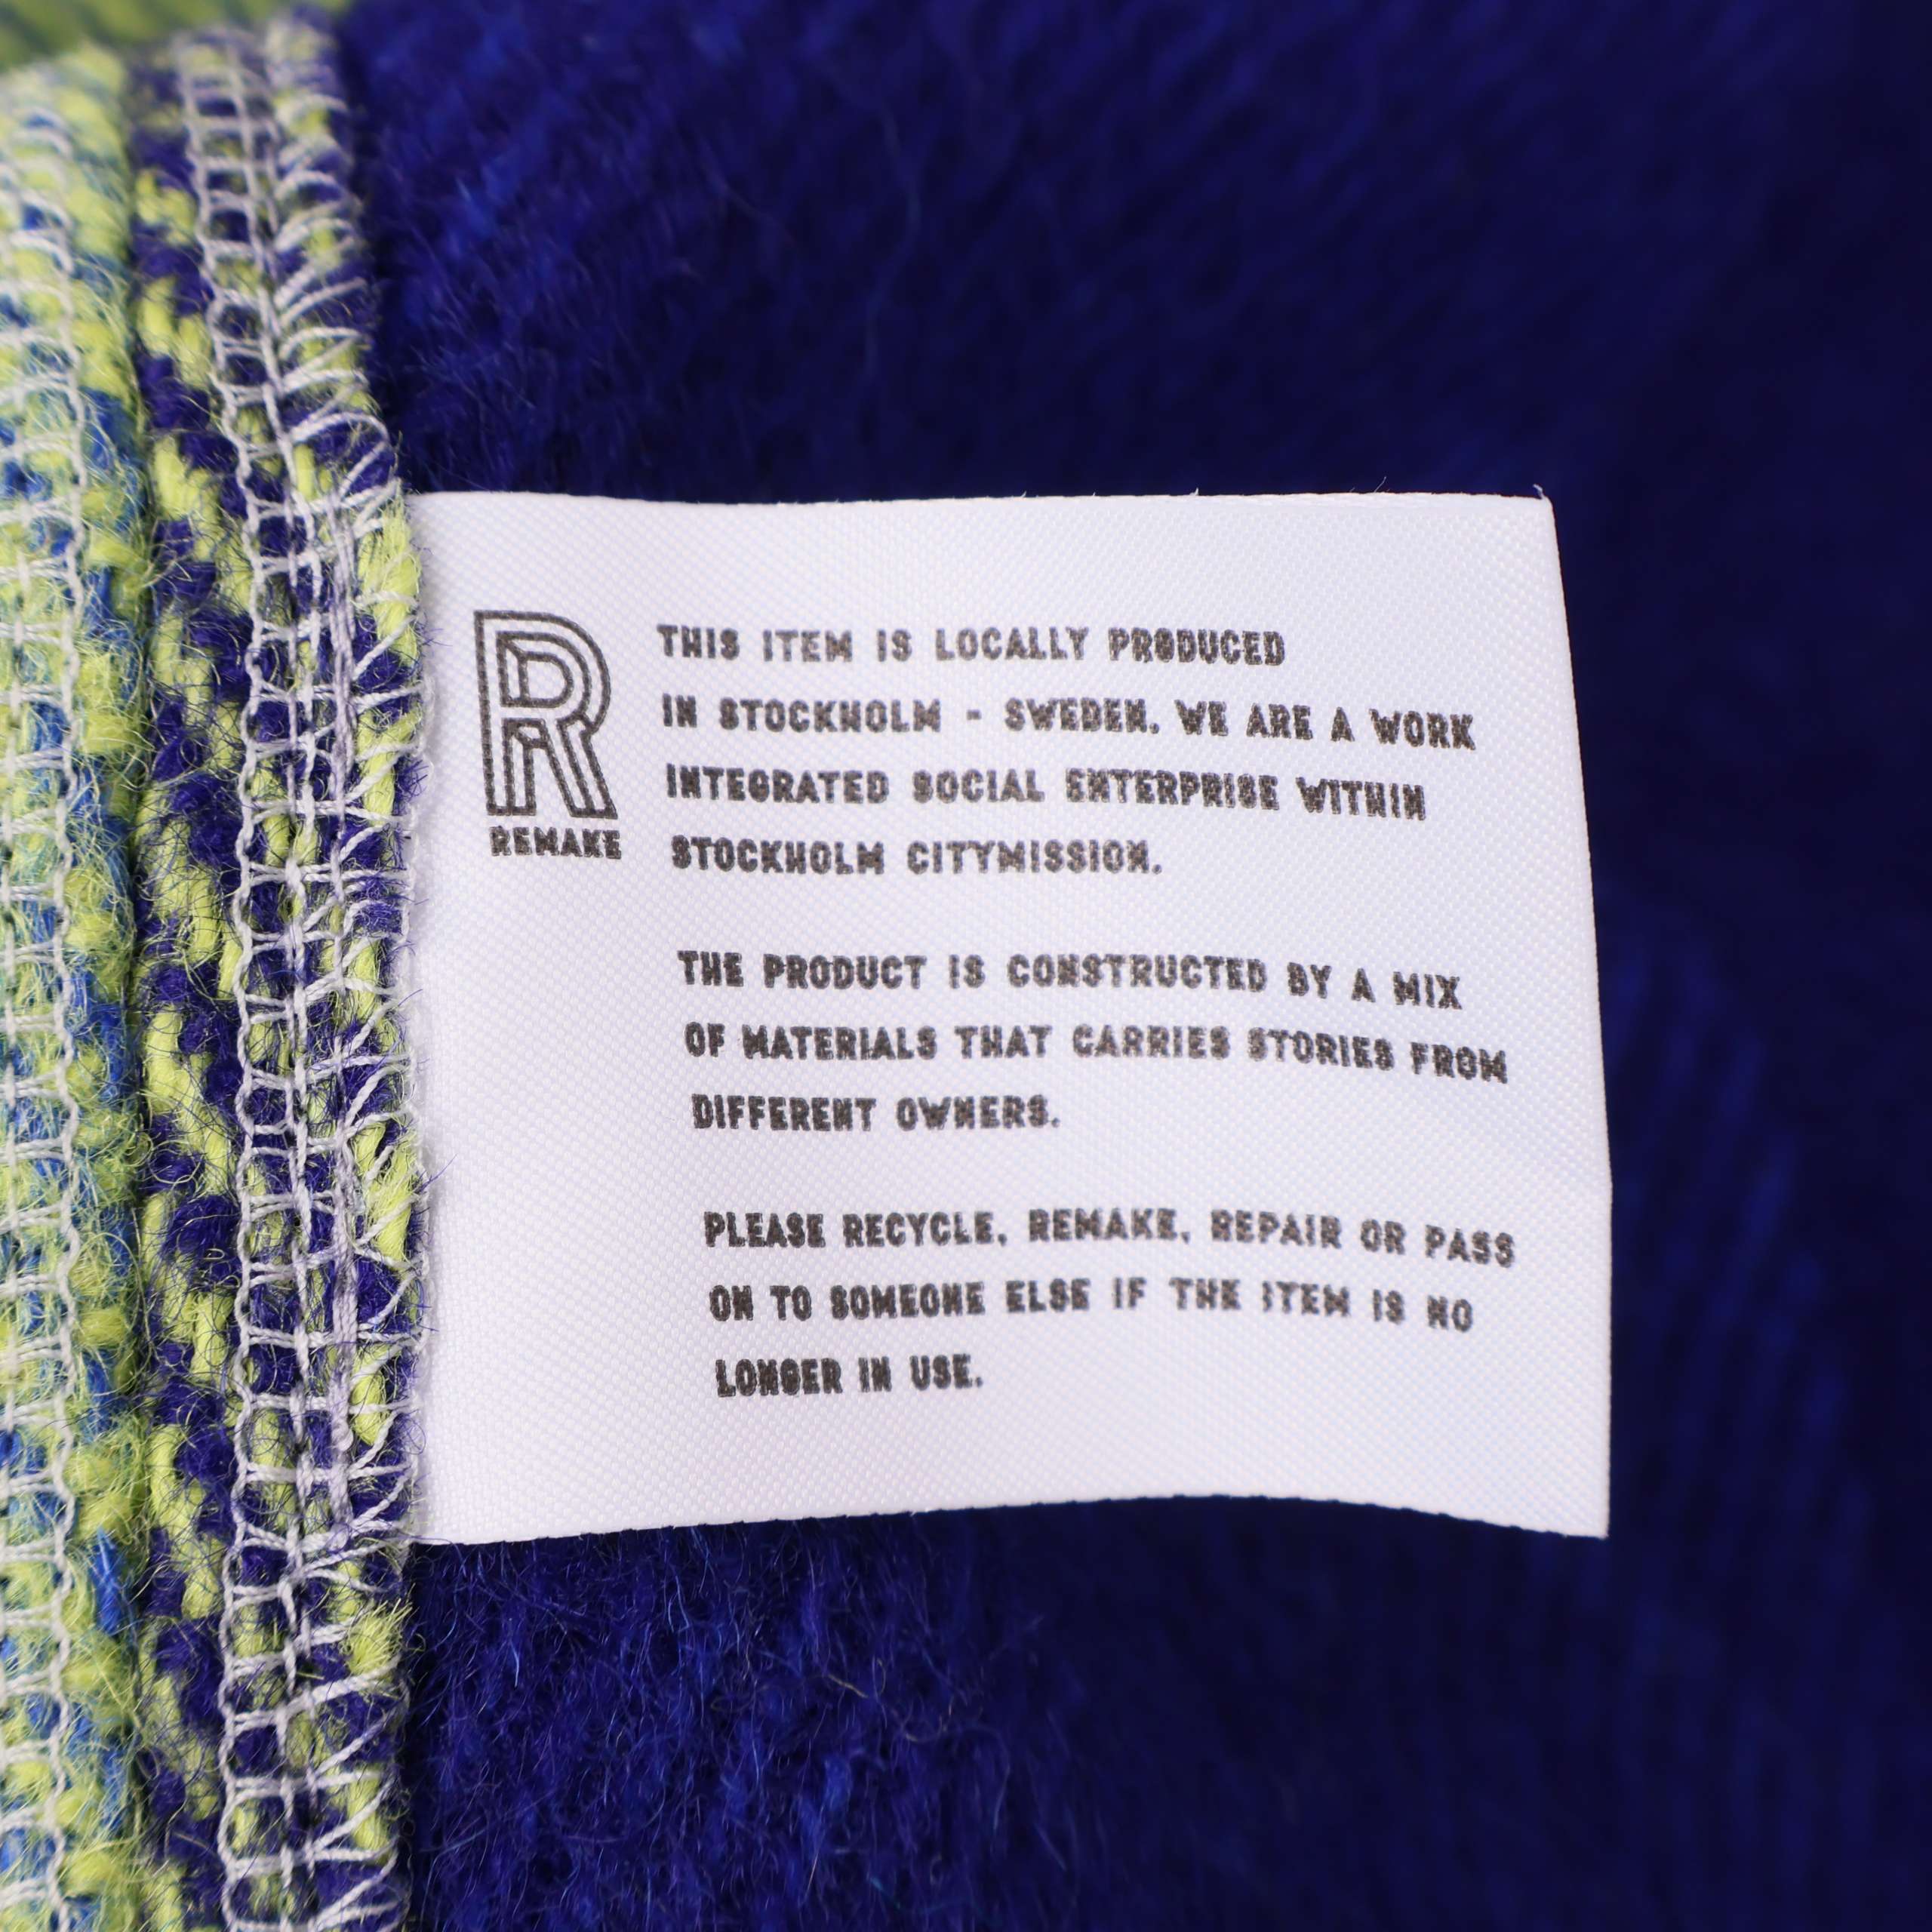 R
REMAKE
THIS ITEM IS LOCALLY PRODUCED
IN STOCKHOLM - SWEDEN. WE ARE A WORK
INTEGRATED SOCIAL ENTERPRISE WITHIN
STOCKHOLM CITYMISSION.
THE PRODUCT IS CONSTRUCTED BY A MIX
OF MATERIALS THAT CARRIES STORIES FROM
DIFFERENT OWNERS.
PLEASE RECYCLE, REMAKE, REPAIR OR PASS
ON TO SOMEONE ELSE IF THE ITEM IS NO
LONGER IN USE.